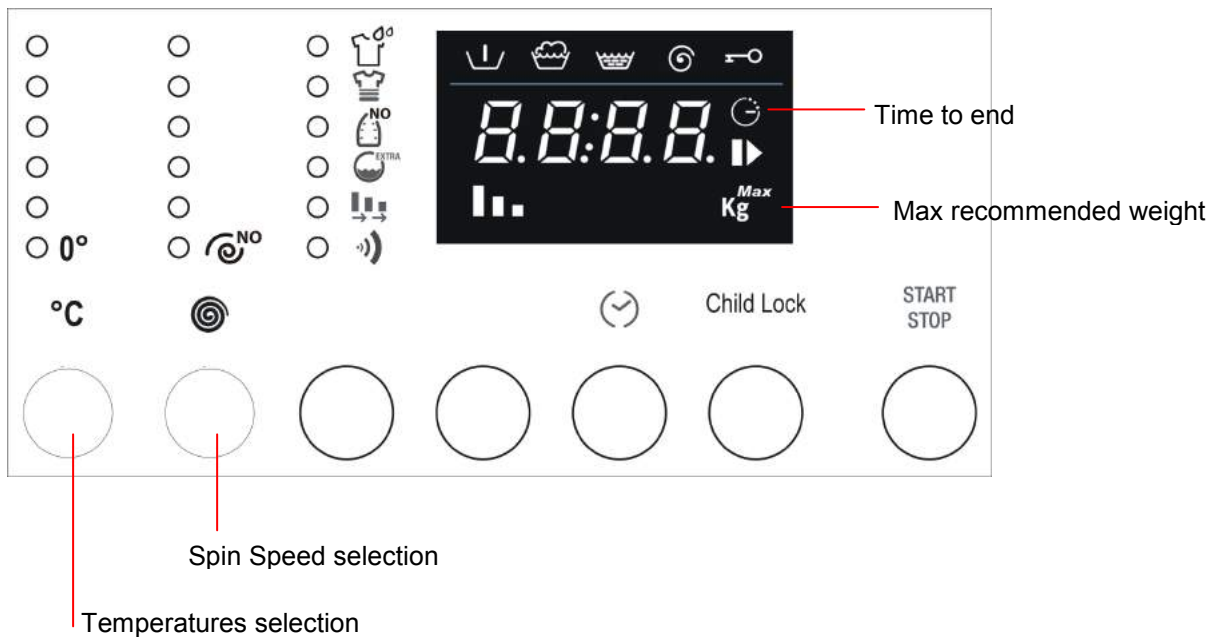 NO
EXTRA
0°
NO
8.8:8.8.
Kg Max
Time to end
Max recommended weight
°C
Child Lock
START
STOP
Spin Speed selection
Temperatures selection